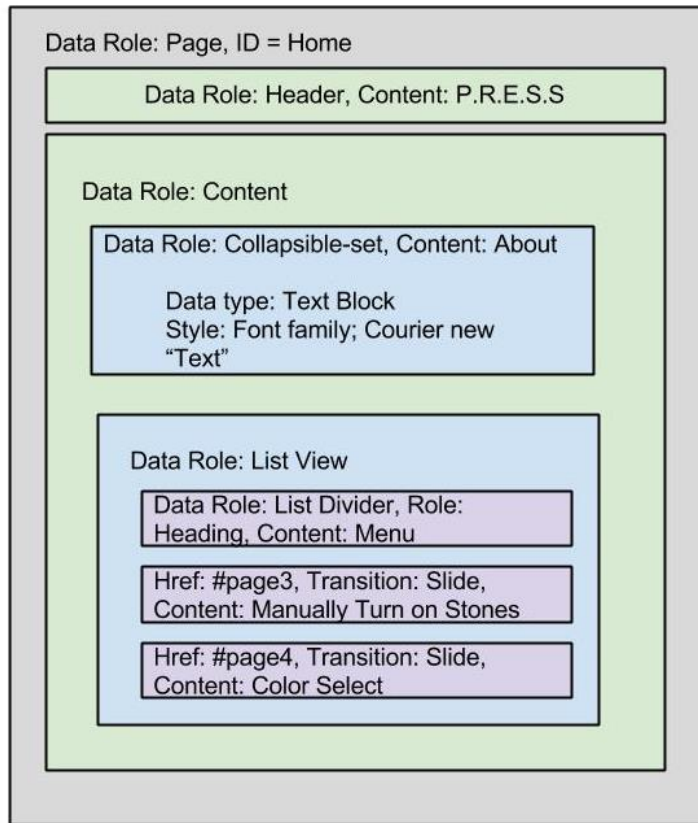 Data Role: Page, ID = Home
Data Role: Header, Content: P.R.E.S.S
Data Role: Content
Data Role: Collapsible-set, Content: About
Data type: Text Block
Style: Font family; Courier new
“Text”
Data Role: List View
Data Role: List Divider, Role:
Heading, Content: Menu
Href: #page3, Transition: Slide,
Content: Manually Turn on Stones
Href: #page4, Transition: Slide,
Content: Color Select